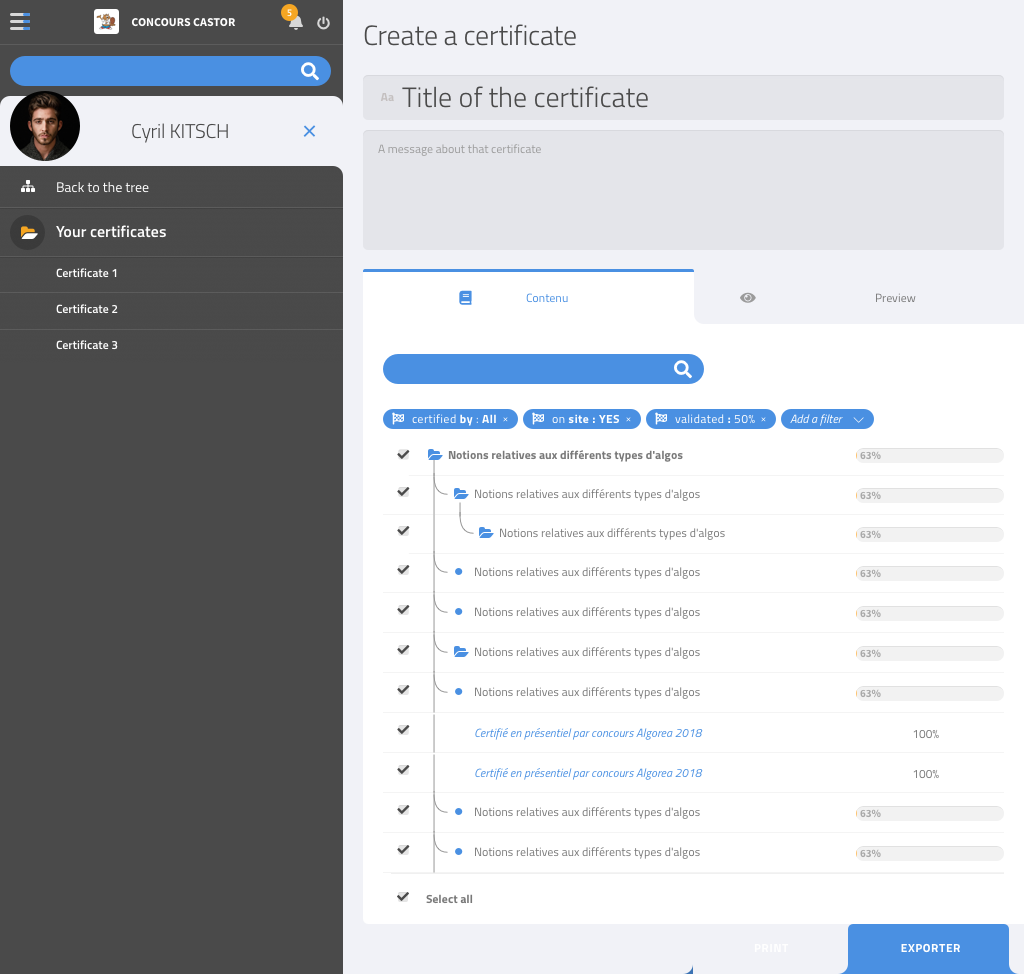 CONCOURS CASTOR
5
Cyril KITSCH
Back to the tree
Your certificates
Certificate 1
Certificate 2
Certificate 3
Create a certificate
Aa Title of the certificate
A message about that certificate
Contenu
Preview
certified by : All ×
on site : YES ×
validated : 50% ×
Add a filter
Notions relatives aux différents types d'algos 63%
Notions relatives aux différents types d'algos 63%
Notions relatives aux différents types d'algos 63%
Notions relatives aux différents types d'algos 63%
Notions relatives aux différents types d'algos 63%
Notions relatives aux différents types d'algos 63%
Notions relatives aux différents types d'algos 63%
Certifié en présentiel par concours Algorea 2018 100%
Certifié en présentiel par concours Algorea 2018 100%
Notions relatives aux différents types d'algos 63%
Notions relatives aux différents types d'algos 63%
Select all
PRINT
EXPORTER